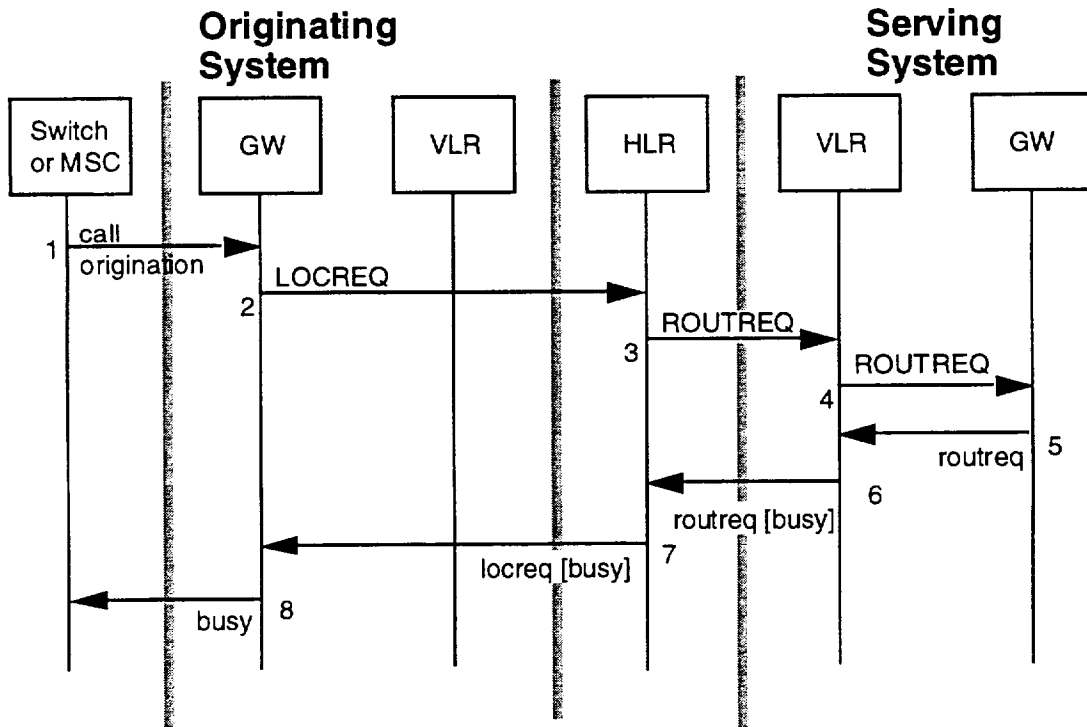 Originating
System
Serving
System
Switch
or MSC
GW
VLR
HLR
VLR
GW
1
call
origination
2
LOCREQ
3
ROUTREQ
4
ROUTREQ
5
routreq
6
routreq [busy]
7
locreq [busy]
8
busy